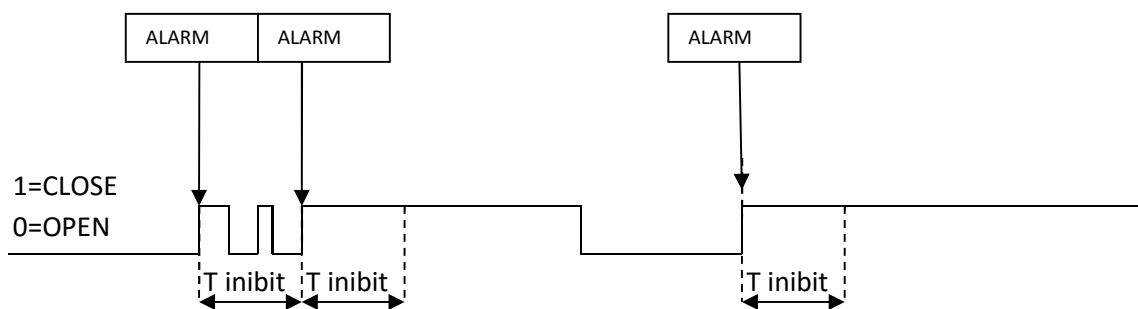 ALARM ALARM ALARM
1=CLOSE
0=OPEN
T inibit T inibit T inibit